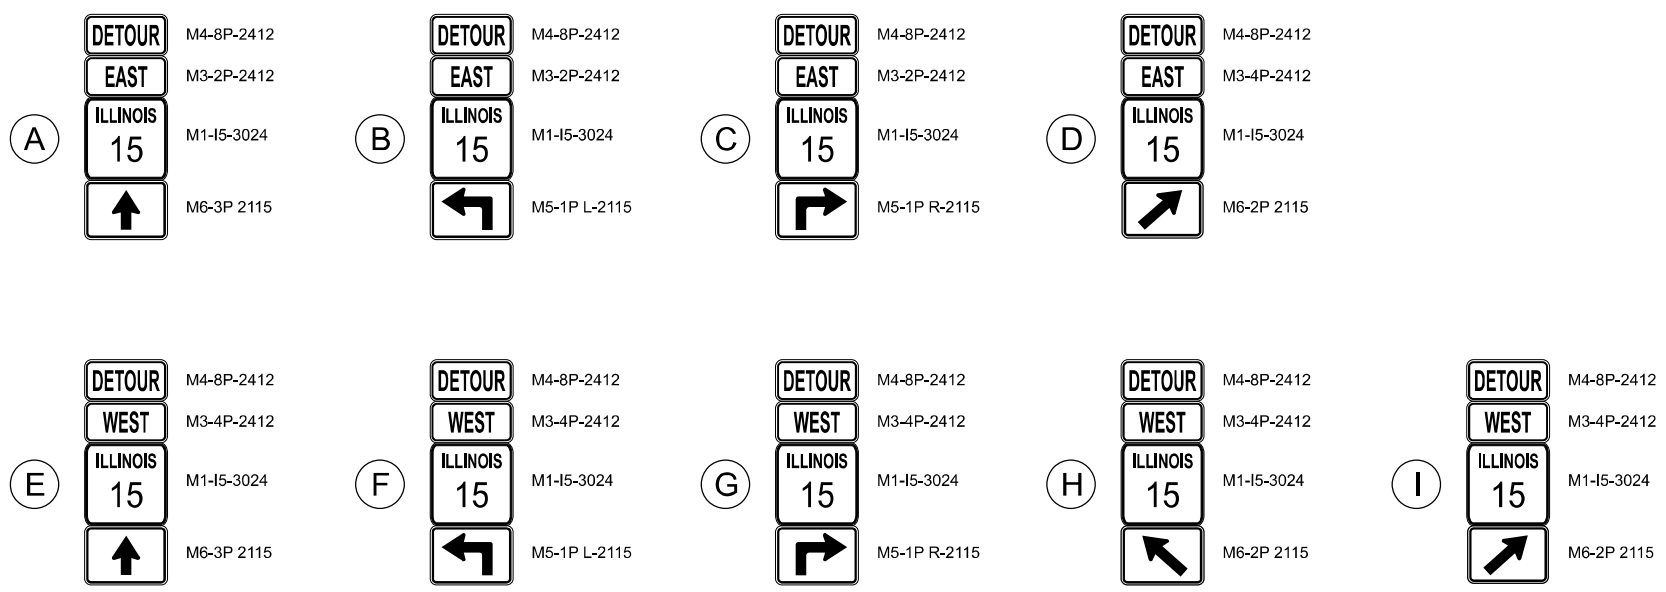 A
DETOUR M4-8P-2412
EAST M3-2P-2412
ILLINOIS
15 M1-I5-3024
M6-3P 2115
B
DETOUR M4-8P-2412
EAST M3-2P-2412
ILLINOIS
15 M1-I5-3024
M5-1P L-2115
C
DETOUR M4-8P-2412
EAST M3-2P-2412
ILLINOIS
15 M1-I5-3024
M5-1P R-2115
D
DETOUR M4-8P-2412
EAST M3-4P-2412
ILLINOIS
15 M1-I5-3024
M6-2P 2115
E
DETOUR M4-8P-2412
WEST M3-4P-2412
ILLINOIS
15 M1-I5-3024
M6-3P 2115
F
DETOUR M4-8P-2412
WEST M3-4P-2412
ILLINOIS
15 M1-I5-3024
M5-1P L-2115
G
DETOUR M4-8P-2412
WEST M3-4P-2412
ILLINOIS
15 M1-I5-3024
M5-1P R-2115
H
DETOUR M4-8P-2412
WEST M3-4P-2412
ILLINOIS
15 M1-I5-3024
M6-2P 2115
I
DETOUR M4-8P-2412
WEST M3-4P-2412
ILLINOIS
15 M1-I5-3024
M6-2P 2115